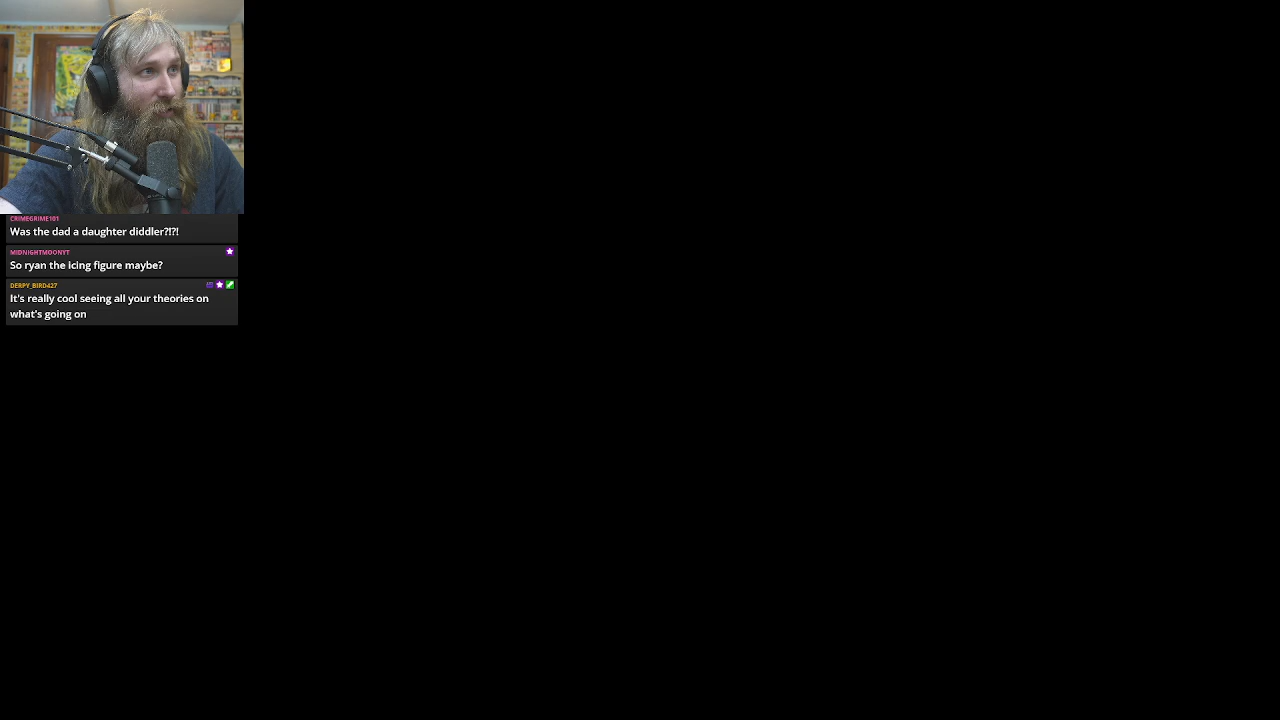 CRIMEGRIME101
Was the dad a daughter diddler?!?!
MIDNIGHTMOONYT
So ryan the icing figure maybe?
DERPY_BIRD427
It's really cool seeing all your theories on
what's going on